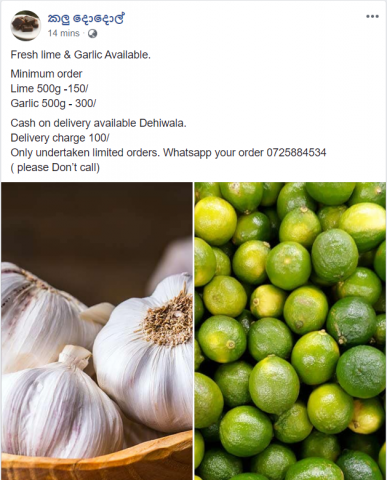 කලු දොදොල්
14 mins ·
Fresh lime & Garlic Available.
Minimum order
Lime 500g -150/
Garlic 500g - 300/
Cash on delivery available Dehiwala.
Delivery charge 100/
Only undertaken limited orders. Whatsapp your order 0725884534
( please Don't call)